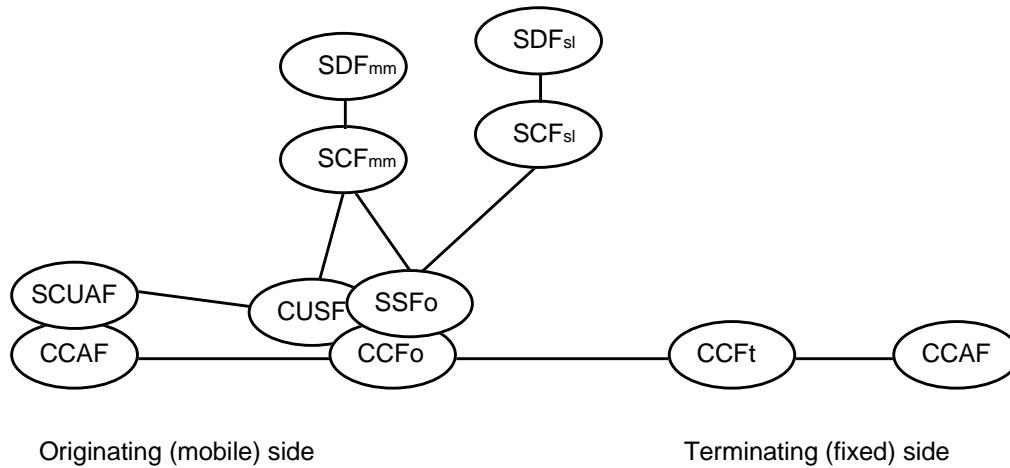 SDFsl
SDFmm
SCFsl
SCFmm
SCUAF
CUSF
SSFo
CCAF
CCFo
CCFt
CCAF
Originating (mobile) side
Terminating (fixed) side